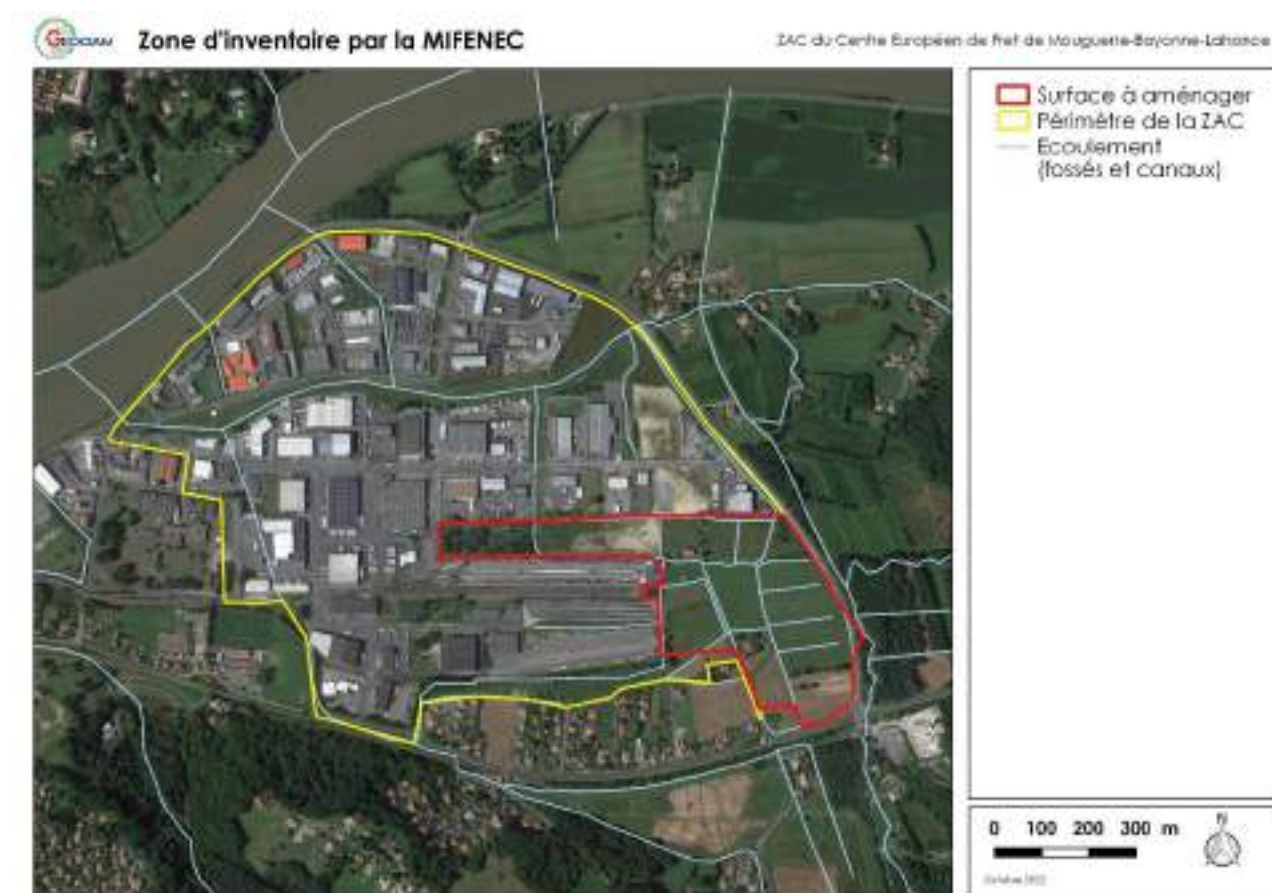 GEOCIAM
Zone d'inventaire par la MIFENEC
ZAC du Centre Européen de Fret de Mouguerre-Bayonne-Lahonce
Surface à aménager
Périmètre de la ZAC
Ecoulement
(fossés et canaux)
N
0 100 200 300 m